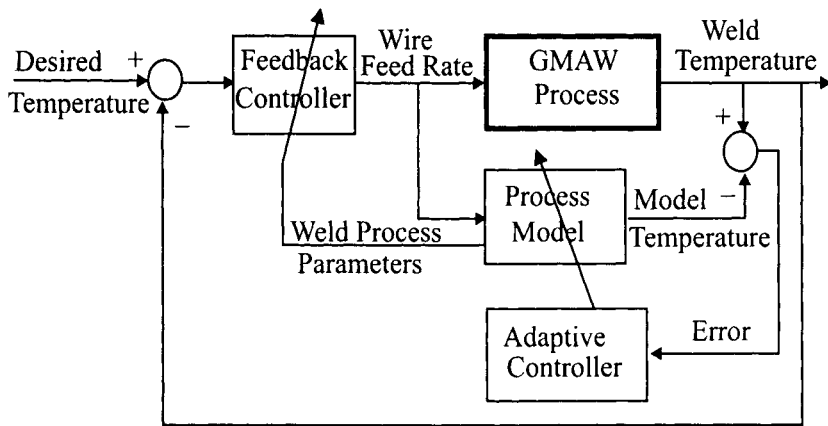 Desired
Temperature
+
−
Feedback
Controller
Wire
Feed Rate
GMAW
Process
Weld
Temperature
+
−
Process
Model
Model
Temperature
Weld Process
Parameters
Adaptive
Controller
Error